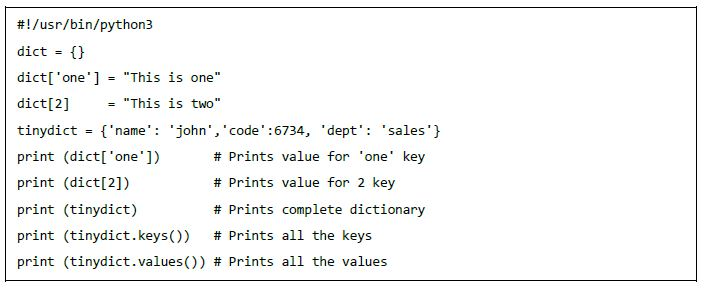 #!/usr/bin/python3
dict = {}
dict['one'] = "This is one"
dict[2]     = "This is two"
tinydict = {'name': 'john','code':6734, 'dept': 'sales'}
print (dict['one'])       # Prints value for 'one' key
print (dict[2])           # Prints value for 2 key
print (tinydict)          # Prints complete dictionary
print (tinydict.keys())   # Prints all the keys
print (tinydict.values()) # Prints all the values